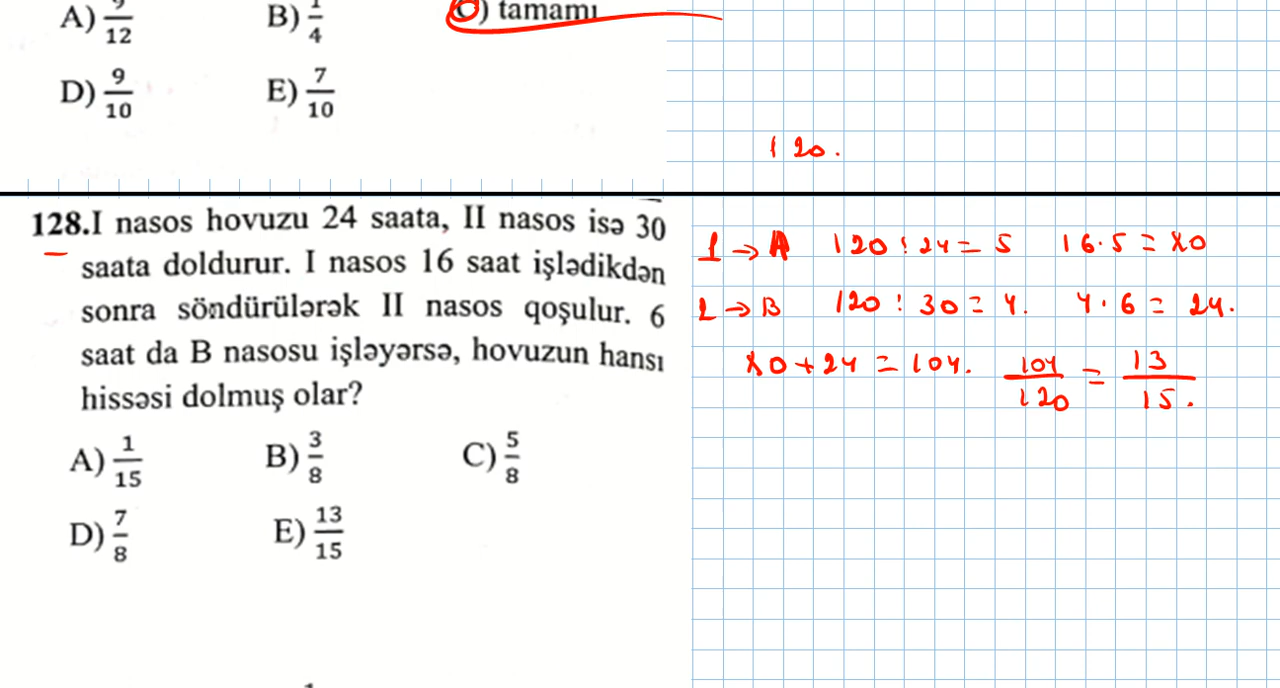 A) 9/12 B) 1/4 C) tamamı
D) 9/10 E) 7/10
120.
128.I nasos hovuzu 24 saata, II nasos isə 30
saata doldurur. I nasos 16 saat işlədikdən
sonra söndürülərək II nasos qoşulur. 6
saat da B nasosu işləyərsə, hovuzun hansı
hissəsi dolmuş olar?
A) 1/15 B) 3/8 C) 5/8
D) 7/8 E) 13/15
1 → A 120 : 24 = 5 16 · 5 = 80
2 → B 120 : 30 = 4. 4 · 6 = 24.
80 + 24 = 104. 104/120 = 13/15.